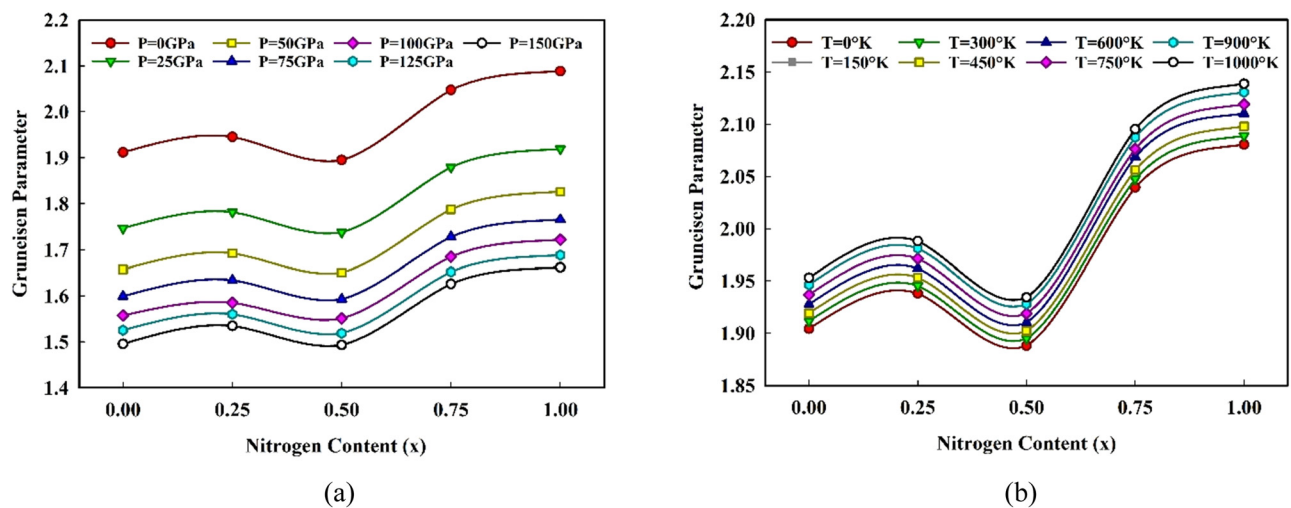 2.2
2.1
2.0
1.9
1.8
1.7
1.6
1.5
1.4
Grunciscn Parameter
P=0GPa P=50GPa P=100GPa P=150GPa
P=25GPa P=75GPa P=125GPa
0.00 0.25 0.50 0.75 1.00
Nitrogen Content (x)
(a)
2.20
2.15
2.10
2.05
2.00
1.95
1.90
1.85
Grunciscn Parameter
T=0°K T=300°K T=600°K T=900°K
T=150°K T=450°K T=750°K T=1000°K
0.00 0.25 0.50 0.75 1.00
Nitrogen Content (x)
(b)